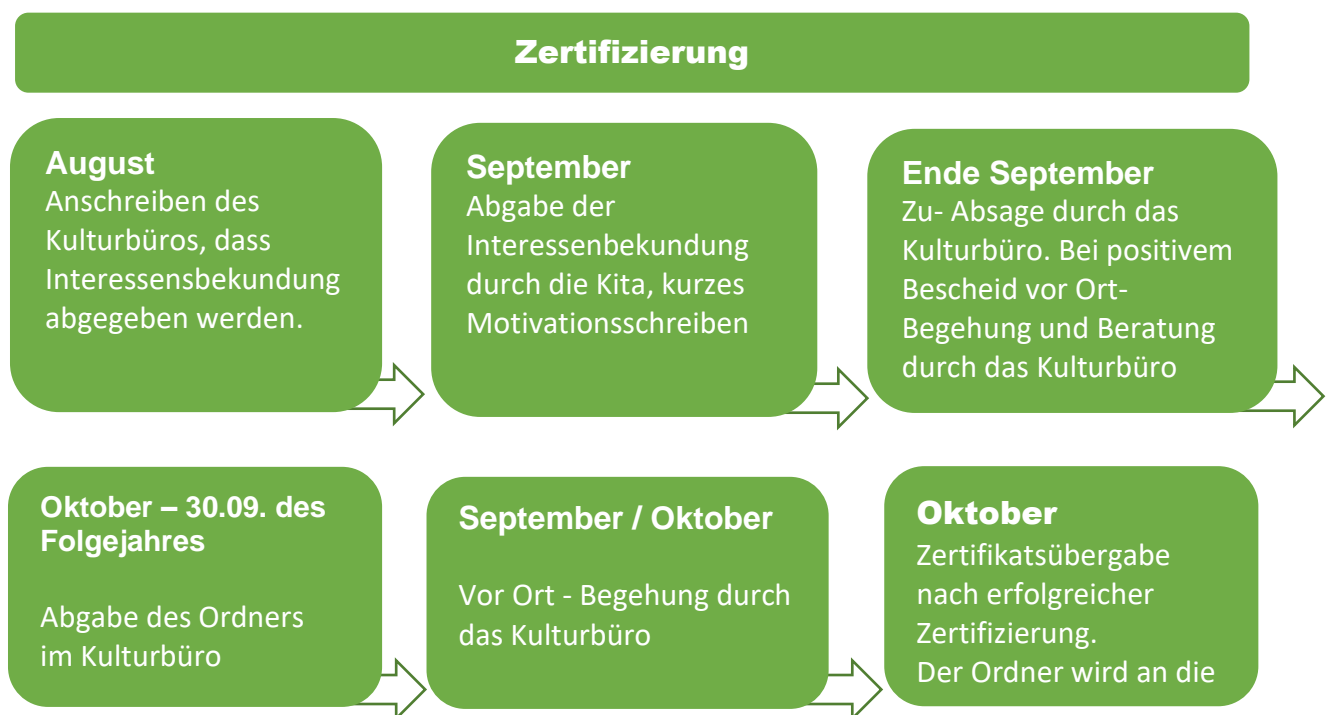 Zertifizierung
August
Anschreiben des
Kulturbüros, dass
Interessensbekundung
abgegeben werden.
September
Abgabe der
Interessenbekundung
durch die Kita, kurzes
Motivationsschreiben
Ende September
Zu- Absage durch das
Kulturbüro. Bei positivem
Bescheid vor Ort-
Begehung und Beratung
durch das Kulturbüro
Oktober – 30.09. des
Folgejahres
Abgabe des Ordners
im Kulturbüro
September / Oktober
Vor Ort - Begehung durch
das Kulturbüro
Oktober
Zertifikatsübergabe
nach erfolgreicher
Zertifizierung.
Der Ordner wird an die